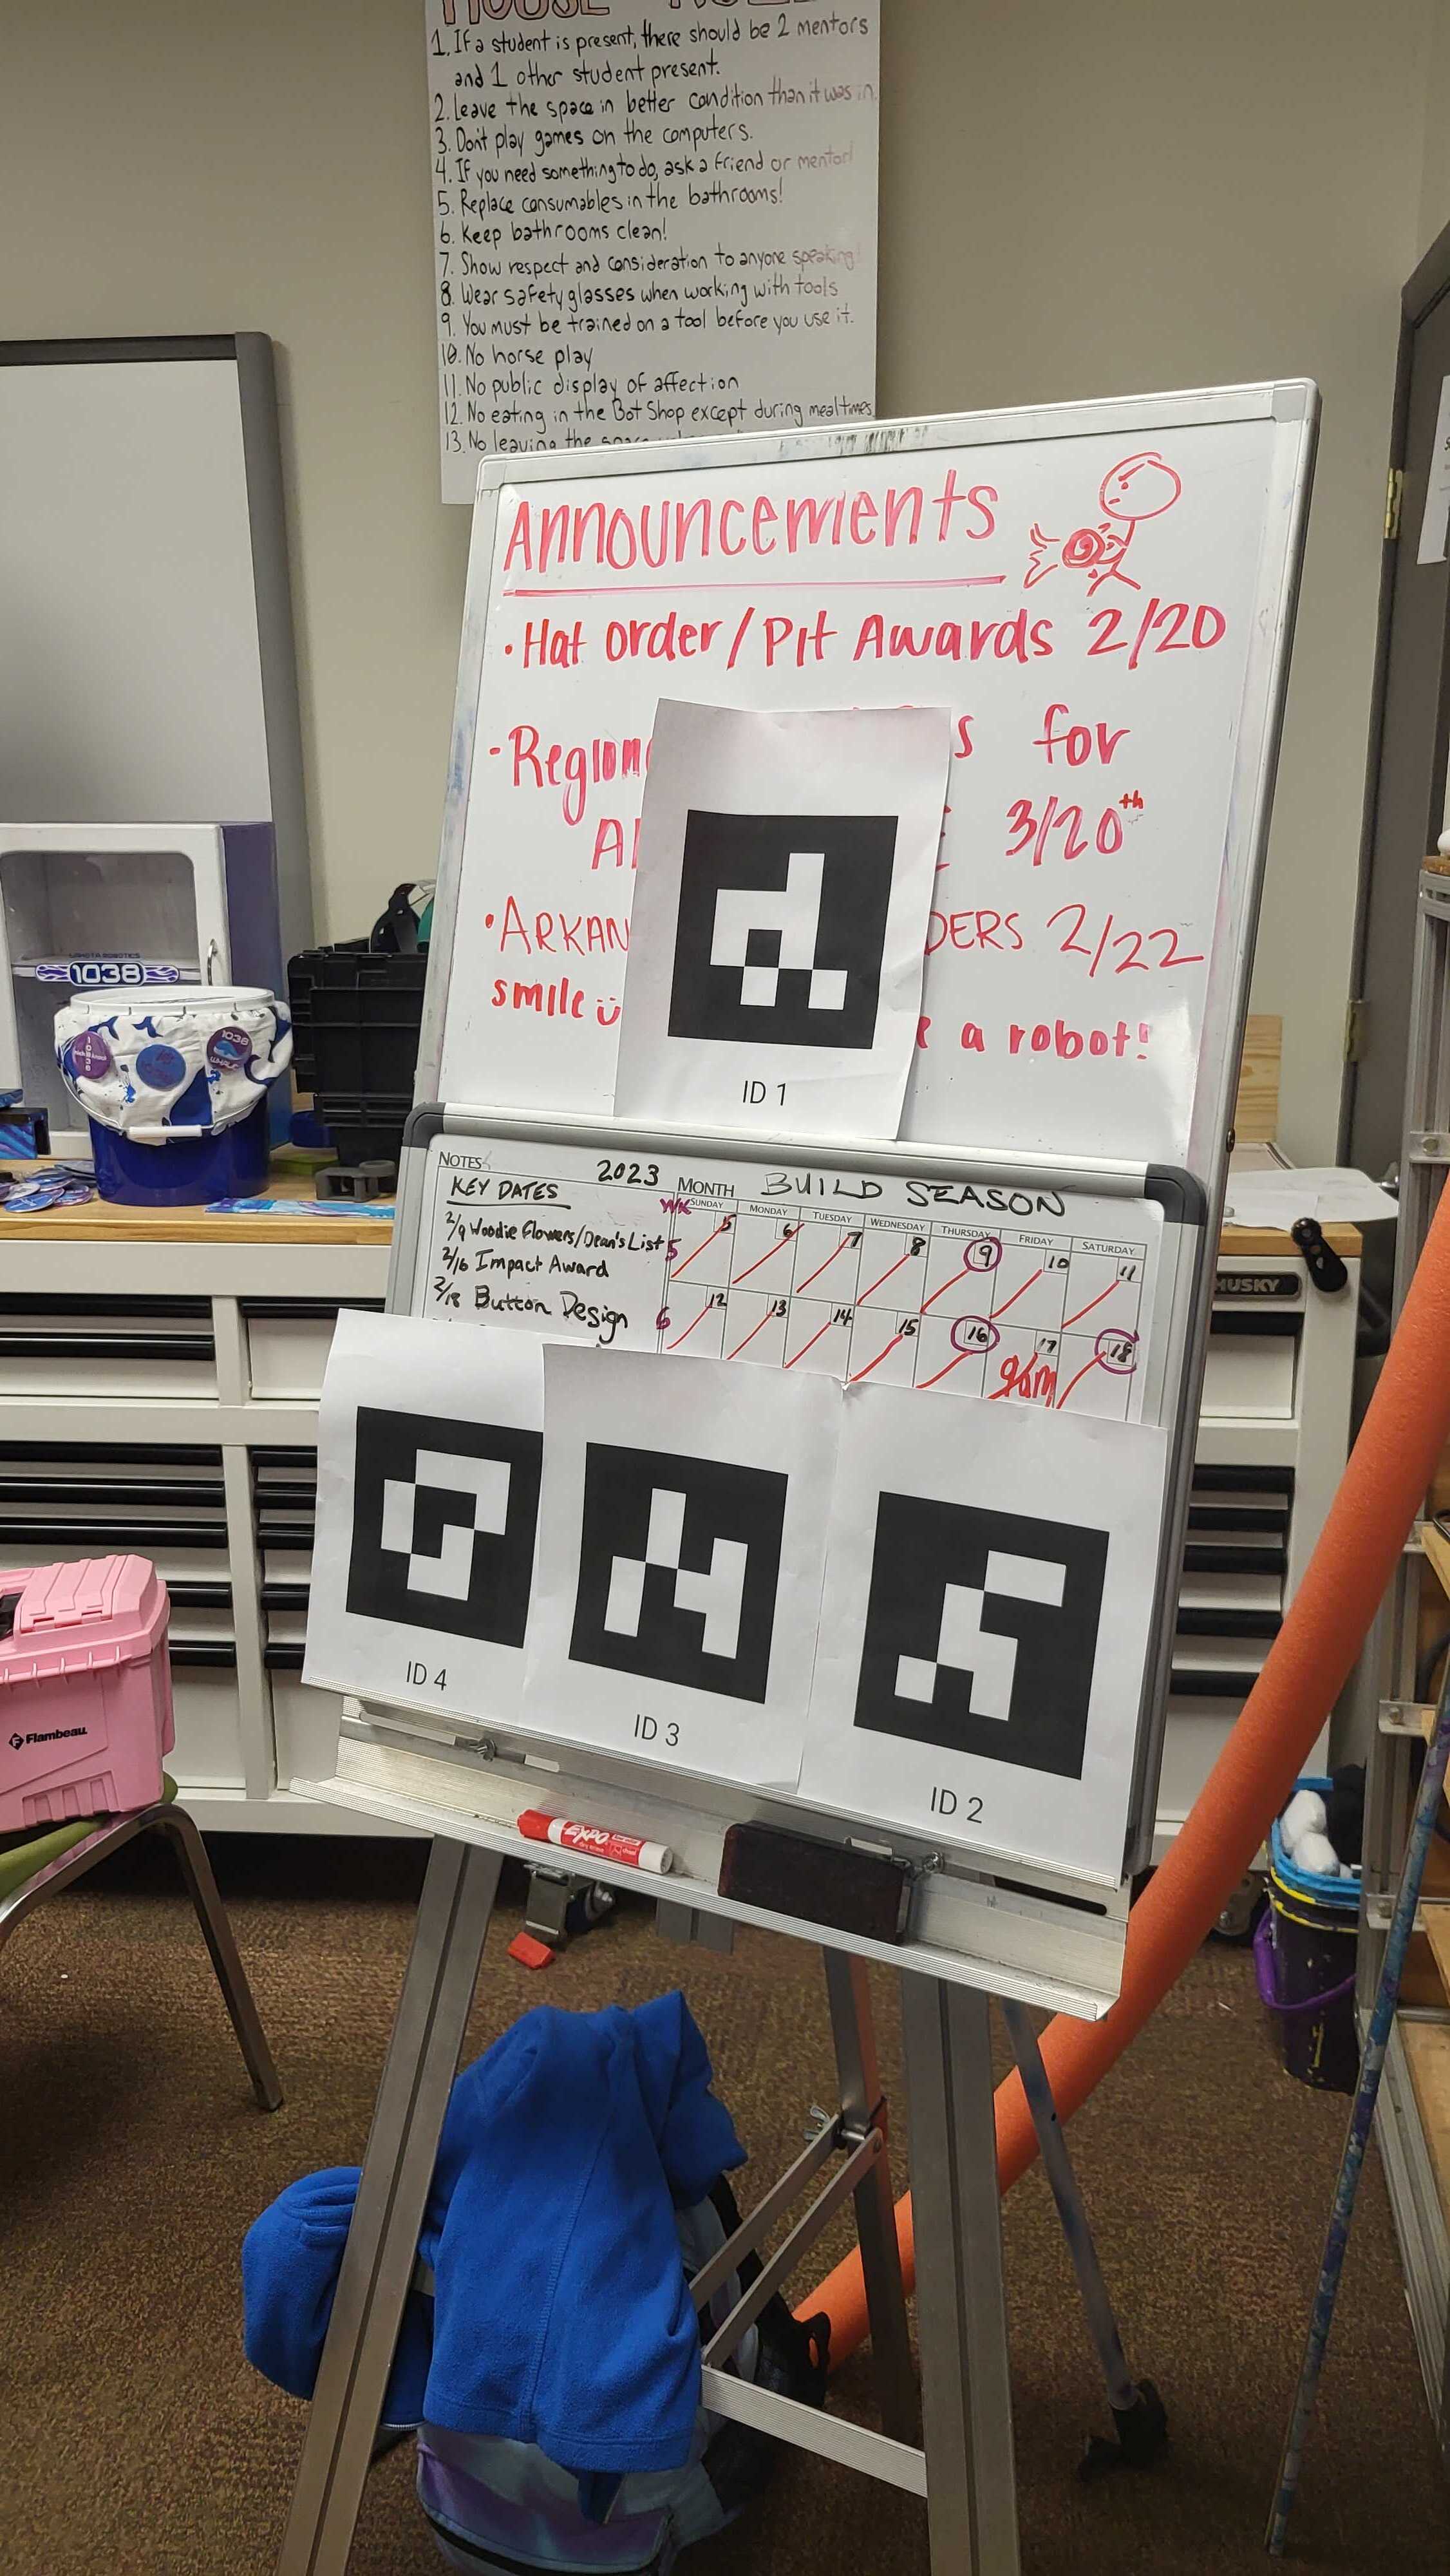 HOUSE
1. If a student is present, there should be 2 mentors
and 1 other student present.
2. Leave the space in better condition than it was in.
3. Don't play games on the computers.
4. If you need something to do, ask a friend or mentor!
5. Replace consumables in the bathrooms!
6. Keep bathrooms clean!
7. Show respect and consideration to anyone speaking!
8. Wear safety glasses when working with tools
9. You must be trained on a tool before you use it.
10. No horse play
11. No public display of affection
12. No eating in the Bot Shop except during mealtimes
13. No leaving the
Announcements
• Hat order/Pit Awards 2/20
for
3/20th
2/22
smile
a robot!
ID 1
LAKOTA ROBOTICS
1038
1038
NOTES
2023
MONTH BUILD SEASON
KEY DATES
WK SUNDAY MONDAY TUESDAY WEDNESDAY THURSDAY FRIDAY SATURDAY
2/9 Woodie Flowers/Dean's List
5 5 6 7 8 9 10 11
2/16 Impact Award
2/18 Button Design
6 12 13 14 15 16 17 18
9am
HUSKY
ID 4
ID 3
ID 2
Flambeau
EXPO